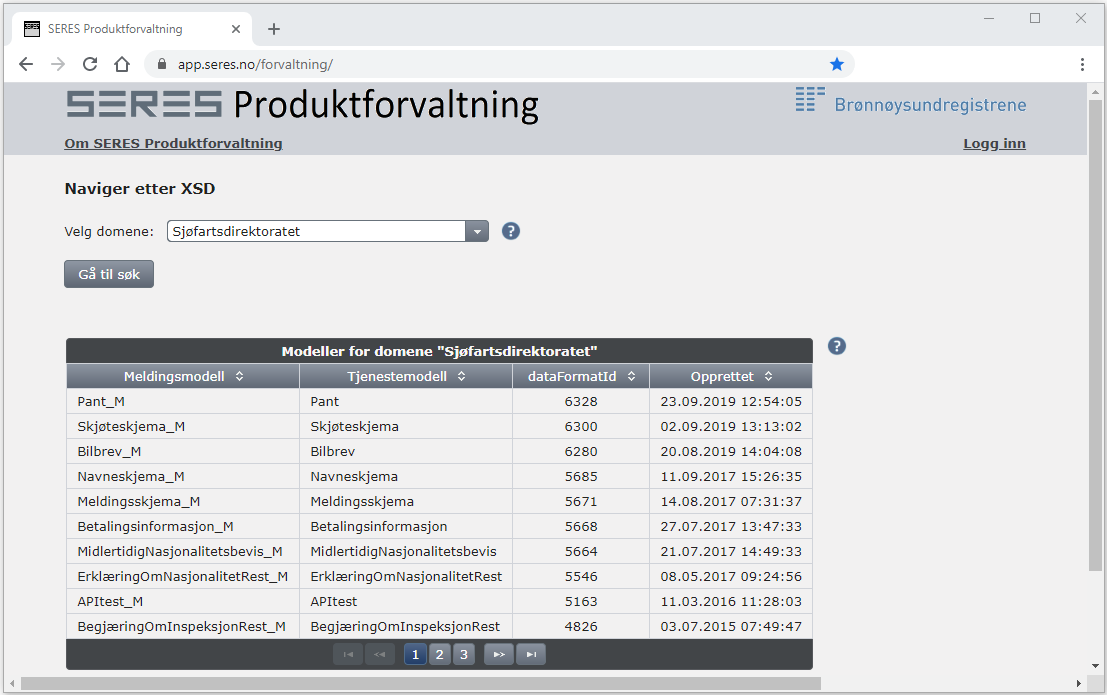 SERES Produktforvaltning
app.seres.no/forvaltning/
SERES Produktforvaltning
Brønnøysundregistrene
Om SERES Produktforvaltning
Logg inn
Naviger etter XSD
Velg domene: Sjøfartsdirektoratet ?
Gå til søk
Modeller for domene "Sjøfartsdirektoratet" ?
Meldingsmodell Tjenestemodell dataFormatId Opprettet
Pant_M Pant 6328 23.09.2019 12:54:05
Skjøteskjema_M Skjøteskjema 6300 02.09.2019 13:13:02
Bilbrev_M Bilbrev 6280 20.08.2019 14:04:08
Navneskjema_M Navneskjema 5685 11.09.2017 15:26:35
Meldingsskjema_M Meldingsskjema 5671 14.08.2017 07:31:37
Betalingsinformasjon_M Betalingsinformasjon 5668 27.07.2017 13:47:33
MidlertidigNasjonalitetsbevis_M MidlertidigNasjonalitetsbevis 5664 21.07.2017 14:49:33
ErklæringOmNasjonalitetRest_M ErklæringOmNasjonalitetRest 5546 08.05.2017 09:24:56
APItest_M APItest 5163 11.03.2016 11:28:03
BegjæringOmInspeksjonRest_M BegjæringOmInspeksjonRest 4826 03.07.2015 07:49:47
1 2 3